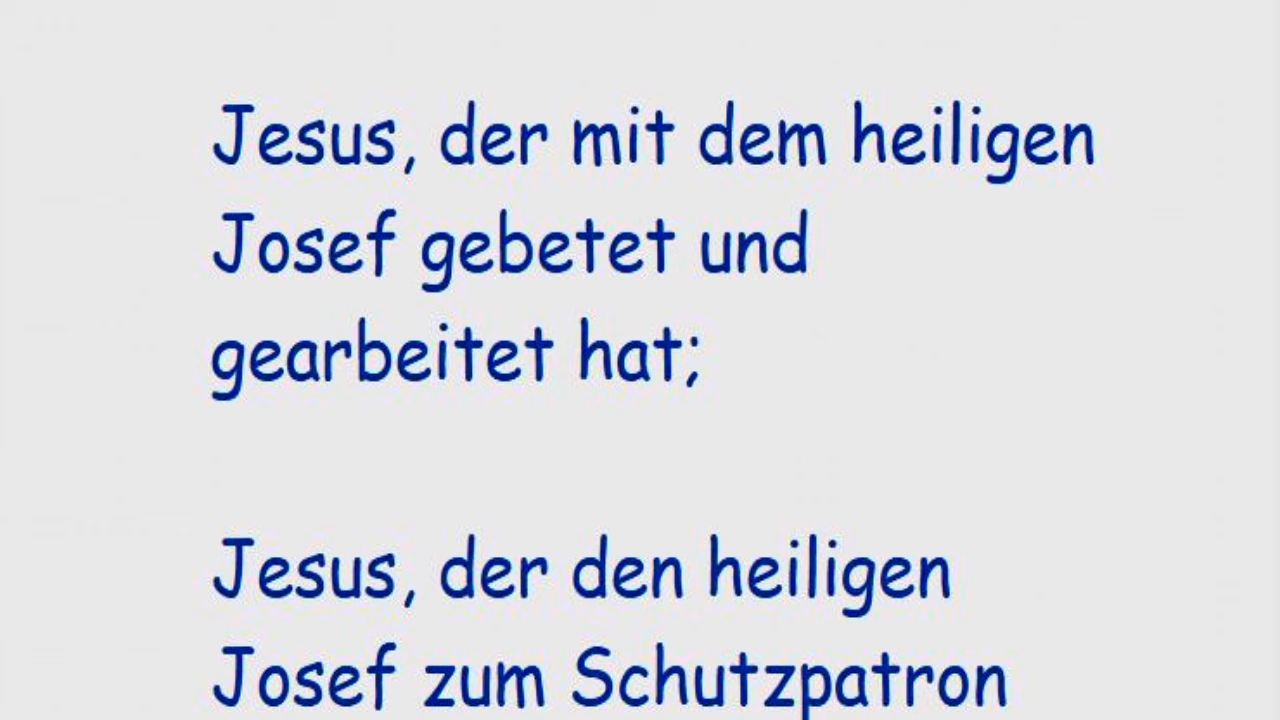 Jesus, der mit dem heiligen
Josef gebetet und
gearbeitet hat;
Jesus, der den heiligen
Josef zum Schutzpatron